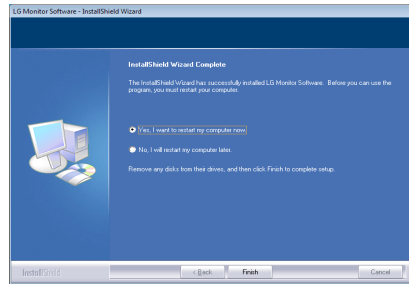 LG Monitor Software - InstallShield Wizard
InstallShield Wizard Complete
The InstallShield Wizard has successfully installed LG Monitor Software. Before you can use the
program, you must restart your computer.
Yes, I want to restart my computer now.
No, I will restart my computer later.
Remove any disks from their drives, and then click Finish to complete setup.
InstallShield
< Back
Finish
Cancel